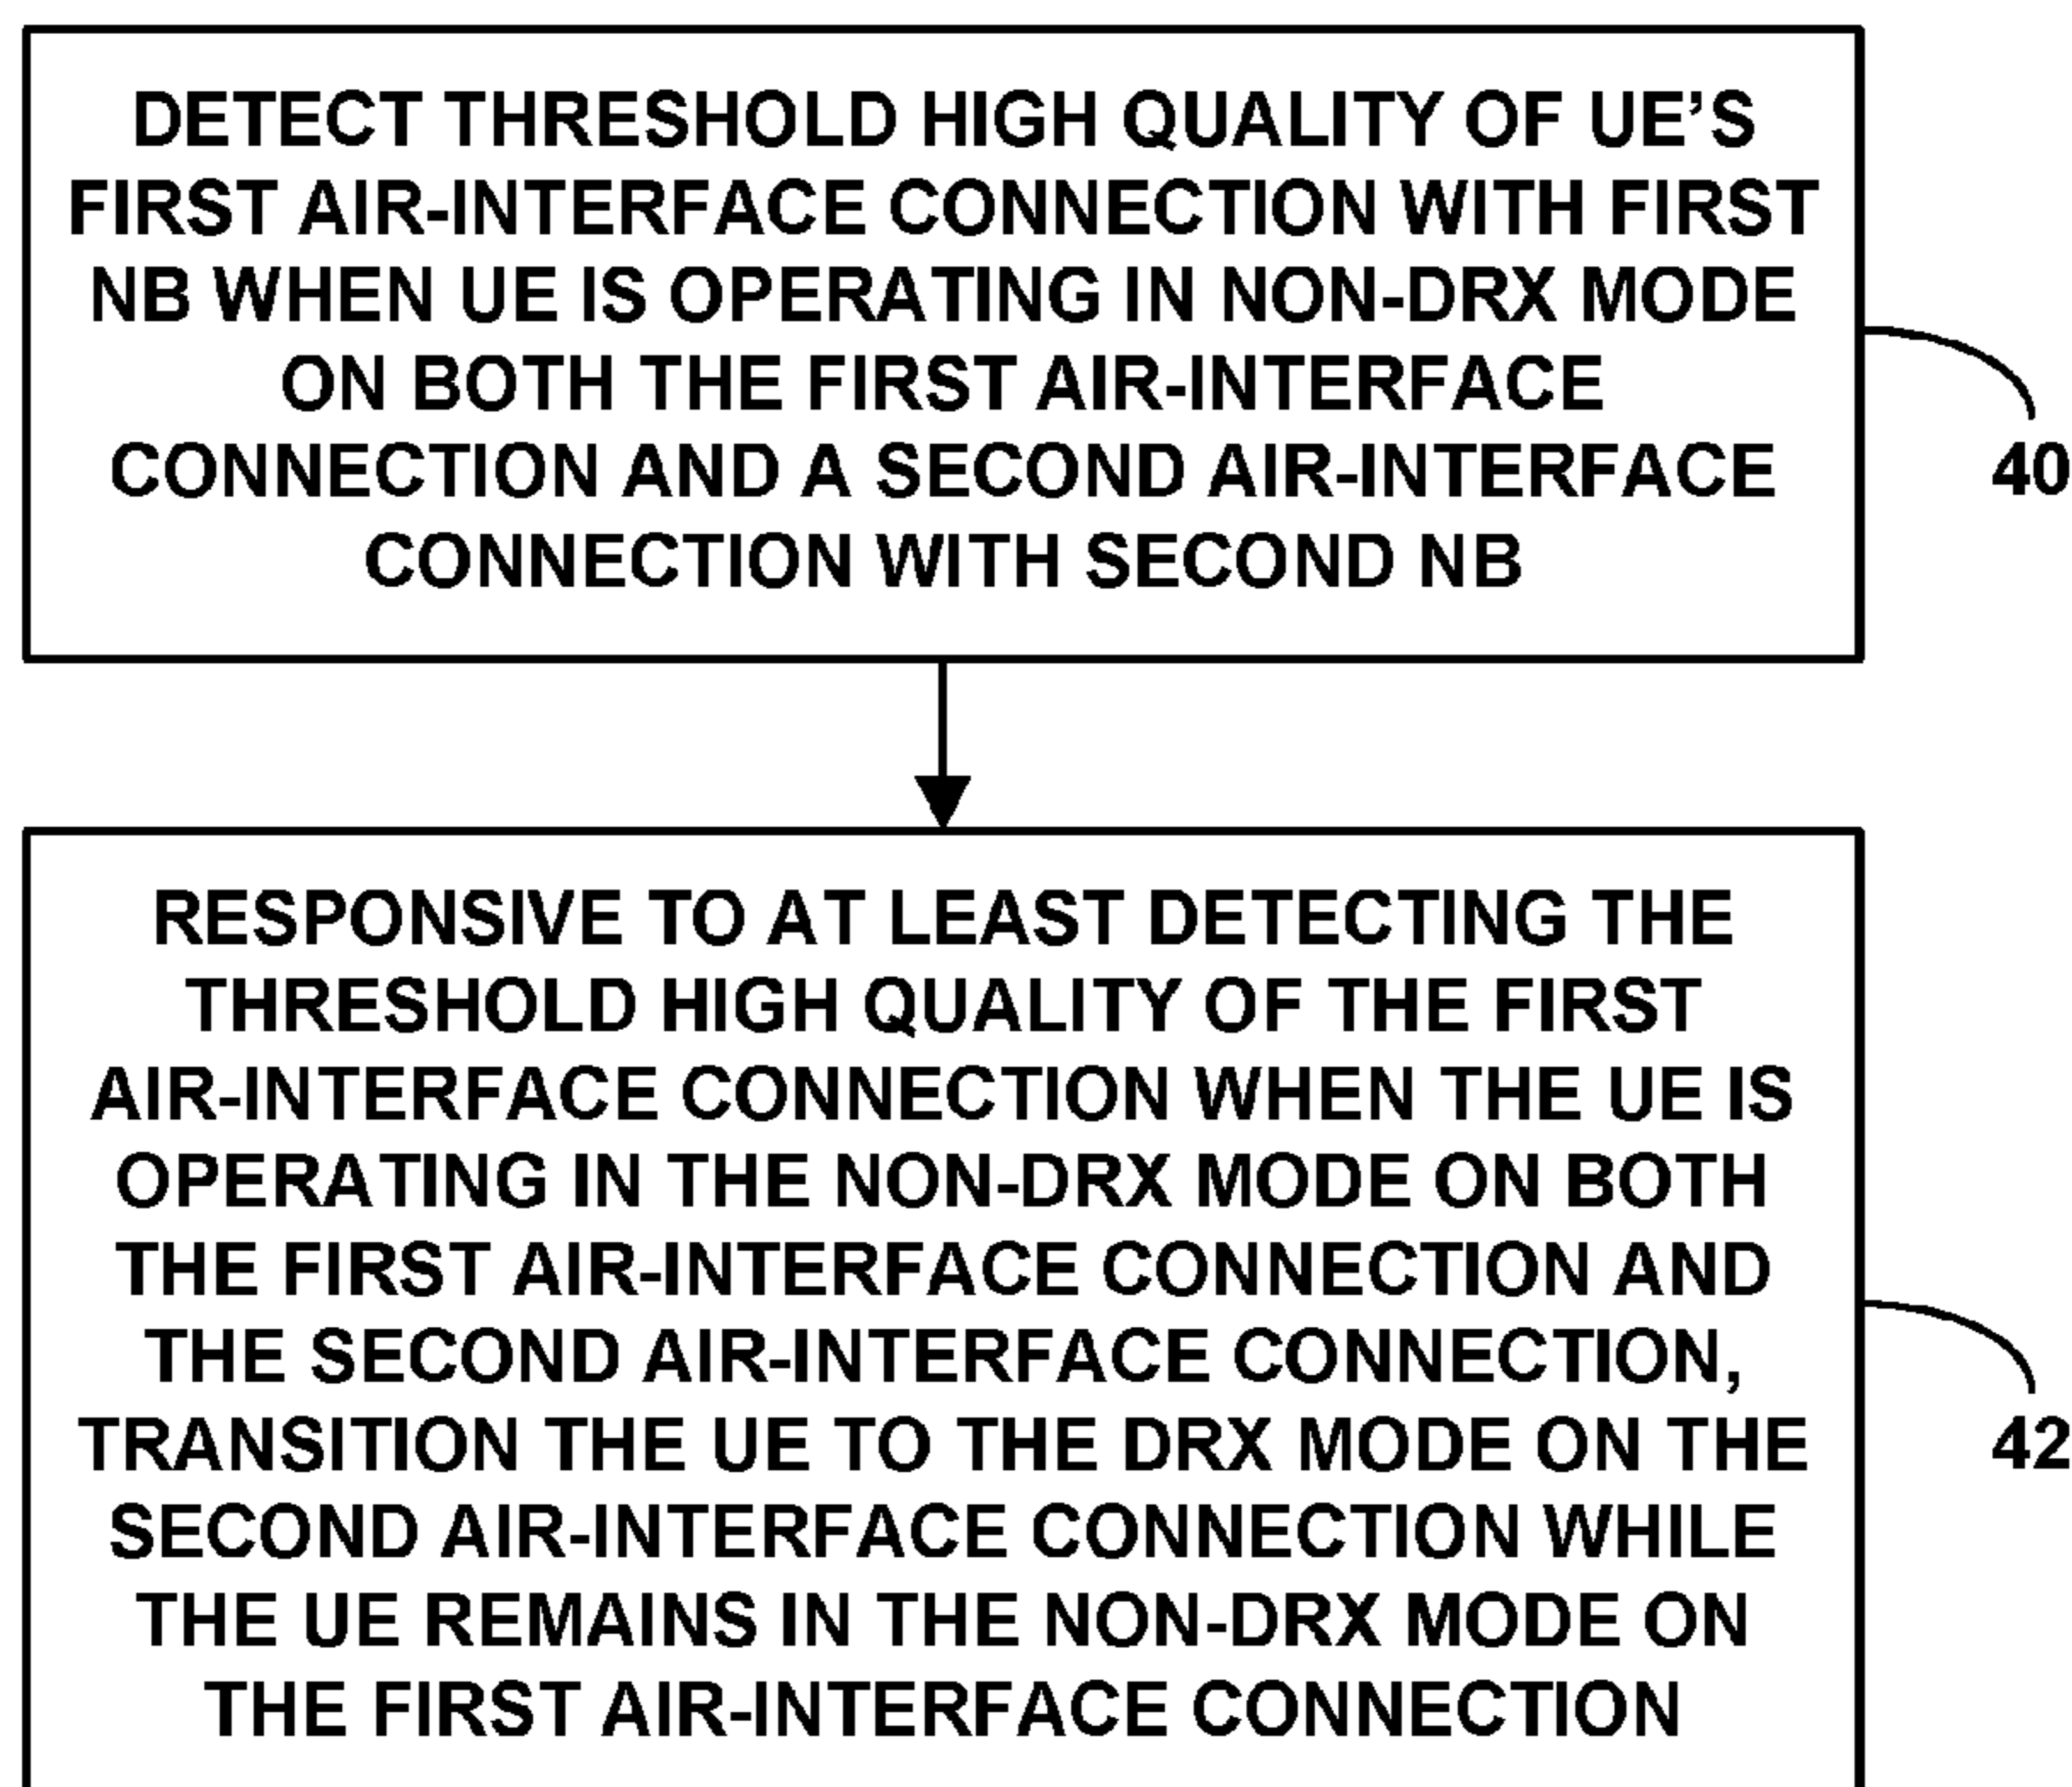 DETECT THRESHOLD HIGH QUALITY OF UE'S
FIRST AIR-INTERFACE CONNECTION WITH FIRST
NB WHEN UE IS OPERATING IN NON-DRX MODE
ON BOTH THE FIRST AIR-INTERFACE
CONNECTION AND A SECOND AIR-INTERFACE
CONNECTION WITH SECOND NB
40
RESPONSIVE TO AT LEAST DETECTING THE
THRESHOLD HIGH QUALITY OF THE FIRST
AIR-INTERFACE CONNECTION WHEN THE UE IS
OPERATING IN THE NON-DRX MODE ON BOTH
THE FIRST AIR-INTERFACE CONNECTION AND
THE SECOND AIR-INTERFACE CONNECTION,
TRANSITION THE UE TO THE DRX MODE ON THE
SECOND AIR-INTERFACE CONNECTION WHILE
THE UE REMAINS IN THE NON-DRX MODE ON
THE FIRST AIR-INTERFACE CONNECTION
42